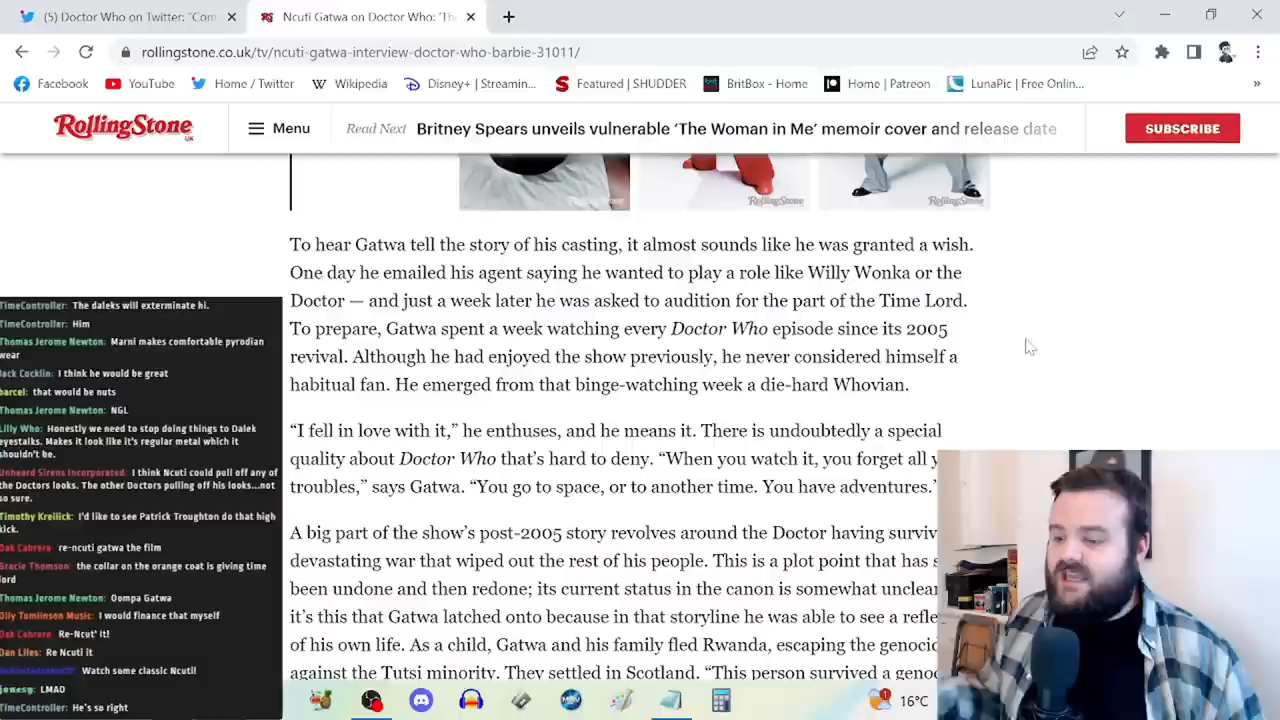 (5) Doctor Who on Twitter: "Com
Ncuti Gatwa on Doctor Who: 'The
rollingstone.co.uk/tv/ncuti-gatwa-interview-doctor-who-barbie-31011/
Facebook
YouTube
Home / Twitter
Wikipedia
Disney+ | Streamin...
Featured | SHUDDER
BritBox - Home
Home | Patreon
LunaPic | Free Onlin...
»
RollingStone UK
Menu
Read Next Britney Spears unveils vulnerable 'The Woman in Me' memoir cover and release date
SUBSCRIBE
RollingStone
RollingStone
To hear Gatwa tell the story of his casting, it almost sounds like he was granted a wish.
One day he emailed his agent saying he wanted to play a role like Willy Wonka or the
Doctor — and just a week later he was asked to audition for the part of the Time Lord.
To prepare, Gatwa spent a week watching every Doctor Who episode since its 2005
revival. Although he had enjoyed the show previously, he never considered himself a
habitual fan. He emerged from that binge-watching week a die-hard Whovian.
“I fell in love with it,” he enthuses, and he means it. There is undoubtedly a special
quality about Doctor Who that’s hard to deny. “When you watch it, you forget all y
troubles,” says Gatwa. “You go to space, or to another time. You have adventures.”
A big part of the show’s post-2005 story revolves around the Doctor having surviv
devastating war that wiped out the rest of his people. This is a plot point that has s
been undone and then redone; its current status in the canon is somewhat unclear
it’s this that Gatwa latched onto because in that storyline he was able to see a refle
of his own life. As a child, Gatwa and his family fled Rwanda, escaping the genoci
against the Tutsi minority. They settled in Scotland. “This person survived a geno
TimeController: The daleks will exterminate hi.
TimeController: Him
Thomas Jerome Newton: Marni makes comfortable pyrodian
wear
Jack Cocklin: I think he would be great
barcel: that would be nuts
Thomas Jerome Newton: NGL
Lilly Who: Honestly we need to stop doing things to Dalek
eyestalks. Makes it look like it's regular metal which it
shouldn't be.
Unheard Sirens Incorporated: I think Ncuti could pull off any of
the Doctors looks. The other Doctors pulling off his looks...not
so sure.
Timothy Kreilick: I'd like to see Patrick Troughton do that high
kick.
Dak Cabrera: re-ncuti gatwa the film
Gracie Thomson: the collar on the orange coat is giving time
lord
Thomas Jerome Newton: Oompa Gatwa
Olly Tomlinson Music: I would finance that myself
Dak Cabrera: Re-Ncut' it!
Dan Liles: Re Ncuti it
Watch some classic Ncuti!
jowesy: LMAO
TimeController: He's so right
16°C